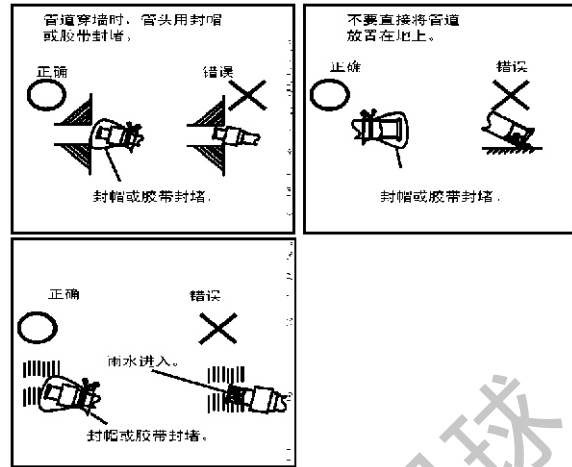 管道穿墙时，管头用封帽
或胶带封堵。
正确
错误
封帽或胶带封堵.
不要直接将管道
放置在地上。
正确
错误
封帽或胶带封堵.
正确
错误
雨水进入。
封帽或胶带封堵。
球